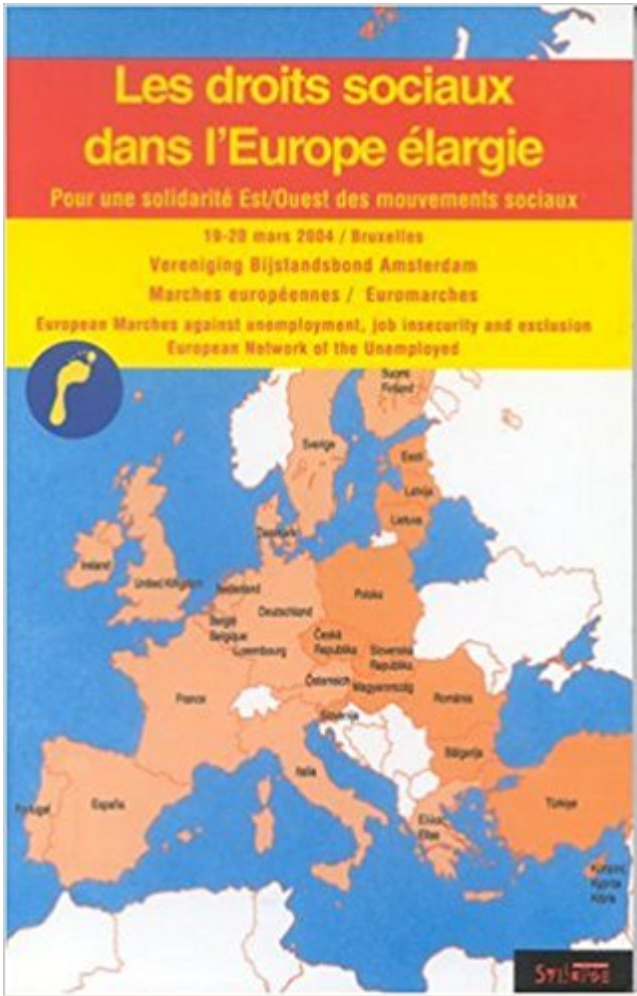 Les droits sociaux
dans l'Europe élargie
Pour une solidarité Est/Ouest des mouvements sociaux
19-20 mars 2004 / Bruxelles
Vereniging Bijstandsbond Amsterdam
Marches européennes / Euromarches
European Marches against unemployment, job insecurity and exclusion
European Network of the Unemployed
Suomi
Finland
Sverige
Eesti
Latvija
Lietuva
Danmark
Ireland
United Kingdom
Nederland
Polska
Deutschland
België
Belgique
Luxembourg
Česká
Republika
Slovenská
Republika
Österreich
Magyarország
France
România
Slovenija
Bălgarija
Italia
Portugal
España
Türkiye
Ellas
Kypros
Kibris
SYLLEPSE